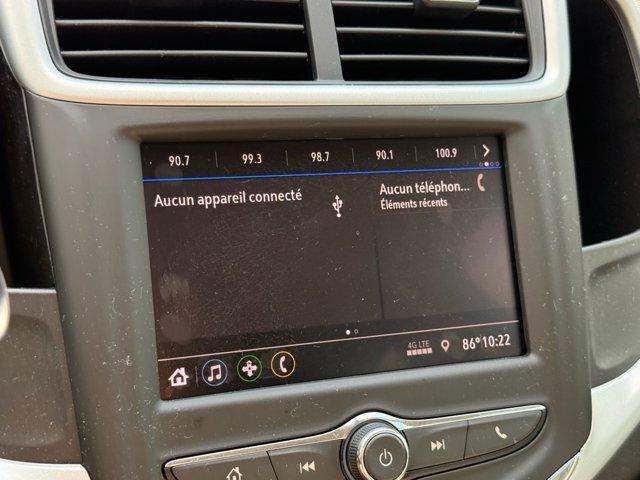 90.7 99.3 98.7 90.1 100.9
Aucun appareil connecté
Aucun téléphon...
Éléments récents
4G LTE
86° 10:22